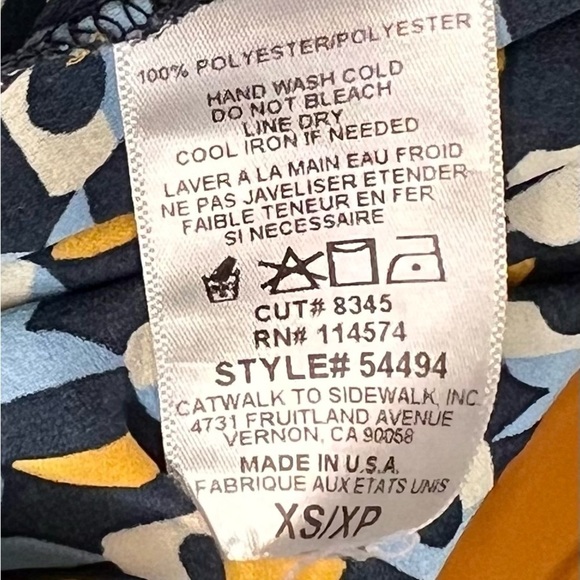 100% POLYESTER/POLYESTER
HAND WASH COLD
DO NOT BLEACH
LINE DRY
COOL IRON IF NEEDED
LAVER A LA MAIN EAU FROID
NE PAS JAVELISER ETENDER
FAIBLE TENEUR EN FER
SI NECESSAIRE
CUT# 8345
RN# 114574
STYLE# 54494
CATWALK TO SIDEWALK, INC.
4731 FRUITLAND AVENUE
VERNON, CA 90058
MADE IN U.S.A.
FABRIQUE AUX ETATS UNIS
XS/XP